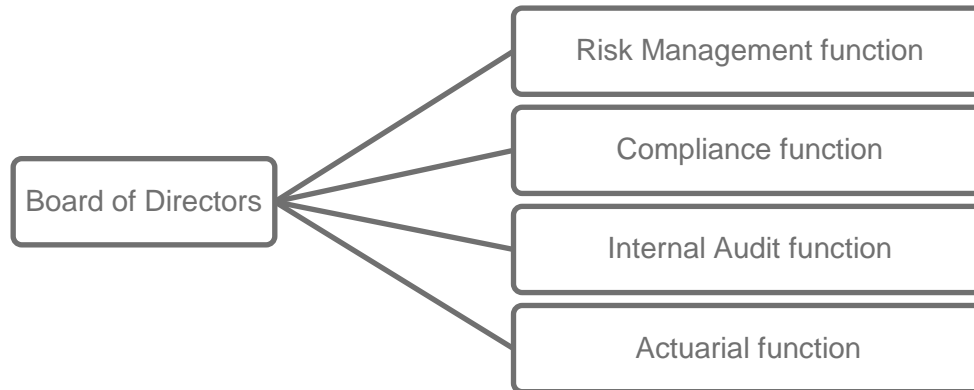 Risk Management function
Compliance function
Board of Directors
Internal Audit function
Actuarial function